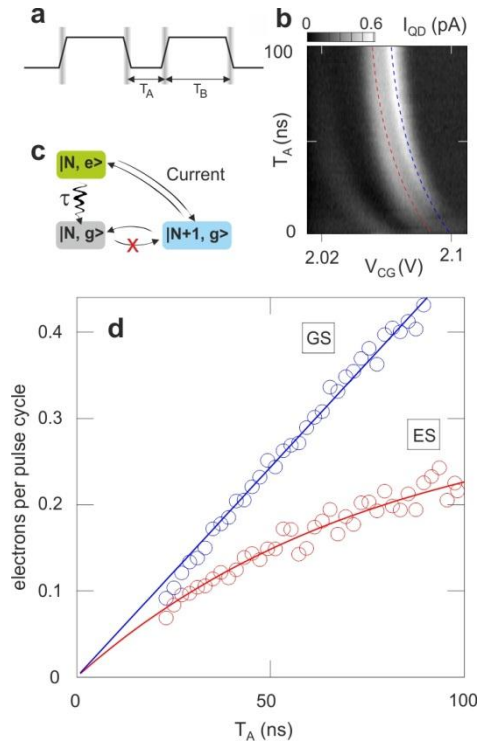 a
T_A
T_B
b
I_QD (pA)
0
0.6
100
T_A (ns)
0
2.02
2.1
V_CG (V)
c
|N, e>
Current
τ
|N, g>
X
|N+1, g>
d
GS
ES
electrons per pulse cycle
0.4
0.3
0.2
0.1
0
0
50
100
T_A (ns)